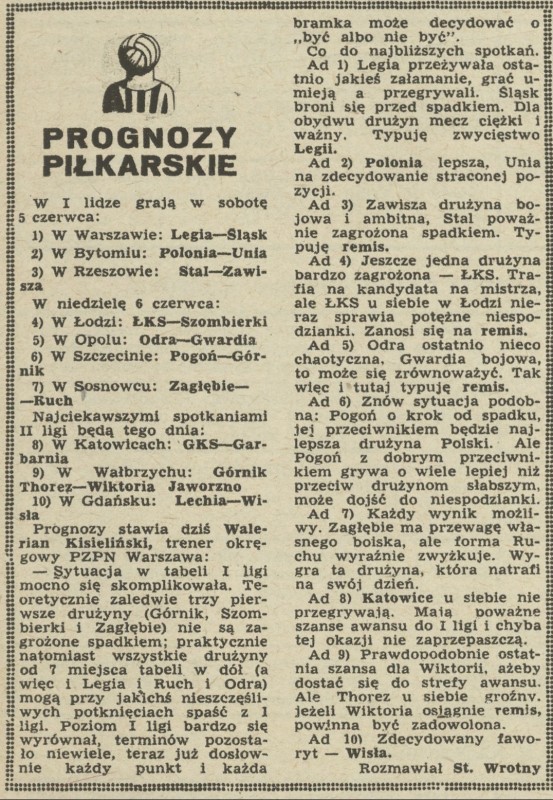 PROGNOZY
PIŁKARSKIE
W I lidze grają w sobotę
5 czerwca:
1) W Warszawie: Legia—Śląsk
2) W Bytomiu: Polonia—Unia
3) W Rzeszowie: Stal—Zawi-
sza
W niedzielę 6 czerwca:
4) W Łodzi: ŁKS—Szombierki
5) W Opolu: Odra—Gwardia
6) W Szczecinie: Pogoń—Gór-
nik
7) W Sosnowcu: Zagłębie—
—Ruch
Najciekawszymi spotkaniami
II ligi będą tego dnia:
8) W Katowicach: GKS—Gar-
barnia
9) W Wałbrzychu: Górnik
Thorez—Wiktoria Jaworzno
10) W Gdańsku: Lechia—Wi-
sła
Prognozy stawia dziś Wale-
rian Kisieliński, trener okrę-
gowy PZPN Warszawa:
— Sytuacja w tabeli I ligi
mocno się skomplikowała. Te-
oretycznie zaledwie trzy pier-
wsze drużyny (Górnik, Szom-
bierki i Zagłębie) nie są za-
grożone spadkiem; praktycznie
natomiast wszystkie drużyny
od 7 miejsca tabeli w dół (a
więc i Legia i Ruch i Odra)
mogą przy jakichś nieszczęśli-
wych potknięciach spaść z I
ligi. Poziom I ligi bardzo się
wyrównał, terminów pozosta-
ło niewiele, teraz już dosłow-
nie każdy punkt i każda
bramka może decydować o
„być albo nie być”.
Co do najbliższych spotkań.
Ad 1) Legia przeżywała osta-
tnio jakieś załamanie, grać u-
mieją a przegrywali. Śląsk
broni się przed spadkiem. Dla
obydwu drużyn mecz ciężki i
ważny. Typuję zwycięstwo
Legii.
Ad 2) Polonia lepsza, Unia
na zdecydowanie straconej po-
zycji.
Ad 3) Zawisza drużyna bo-
jowa i ambitna, Stal poważ-
nie zagrożona spadkiem. Ty-
puję remis.
Ad 4) Jeszcze jedna drużyna
bardzo zagrożona — ŁKS. Tra-
fia na kandydata na mistrza,
ale ŁKS u siebie w Łodzi nie-
raz sprawia potężne niespo-
dzianki. Zanosi się na remis.
Ad 5) Odra ostatnio nieco
chaotyczna, Gwardia bojowa,
to może się zrównoważyć. Tak
więc i tutaj typuję remis.
Ad 6) Znów sytuacja podob-
na: Pogoń o krok od spadku,
jej przeciwnikiem będzie naj-
lepsza drużyna Polski. Ale
Pogoń z dobrym przeciwni-
kiem grywa o wiele lepiej niż
przeciw drużynom słabszym,
może dojść do niespodzianki.
Ad 7) Każdy wynik możli-
wy. Zagłębie ma przewagę wła-
snego boiska, ale forma Ru-
chu wyraźnie zwyżkuje. Wy-
gra ta drużyna, która natrafi
na swój dzień.
Ad 8) Katowice u siebie nie
przegrywają. Mają poważne
szanse awansu do I ligi i chyba
tej okazji nie zaprzepaszczą.
Ad 9) Prawdopodobnie ostat-
nia szansa dla Wiktorii, ażeby
dostać się do strefy awansu.
Ale Thorez u siebie groźny.
jeżeli Wiktoria osiągnie remis,
powinna być zadowolona.
Ad 10) Zdecydowany fawo-
ryt — Wisła.
Rozmawiał St. Wrotny